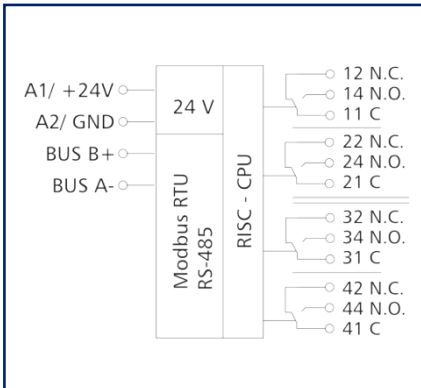 A1/ +24V
A2/ GND
BUS B+
BUS A-
24 V
Modbus RTU
RS-485
RISC - CPU
12 N.C.
14 N.O.
11 C
22 N.C.
24 N.O.
21 C
32 N.C.
34 N.O.
31 C
42 N.C.
44 N.O.
41 C